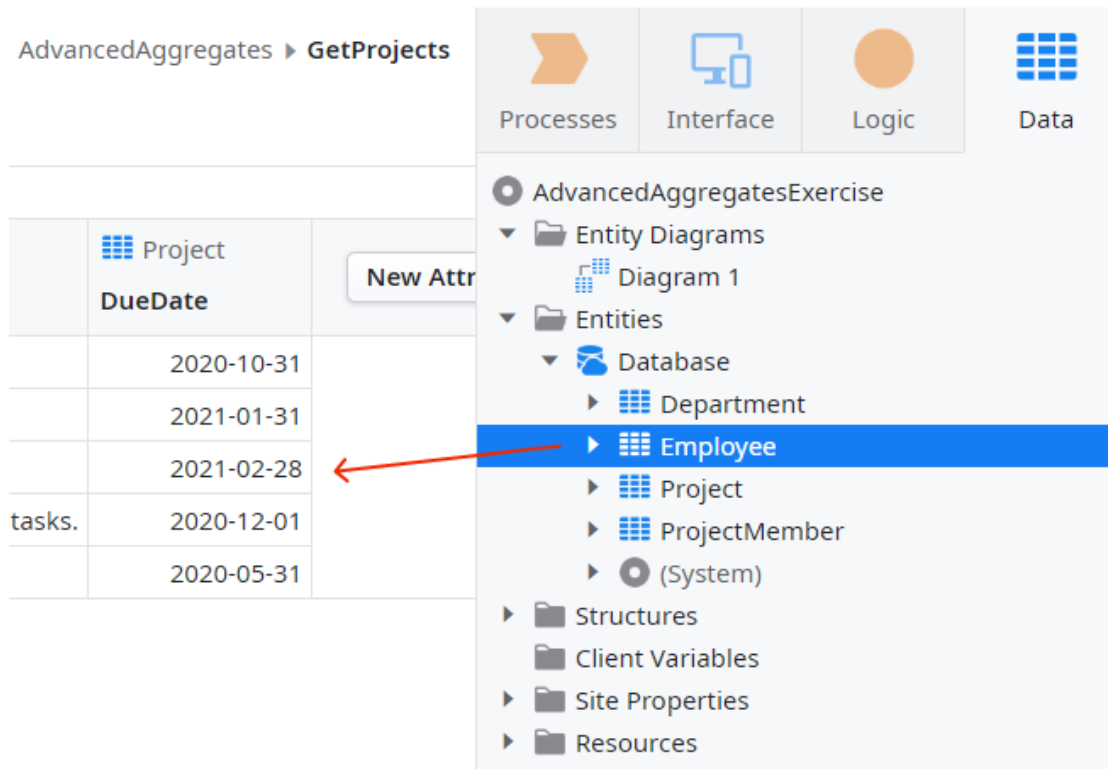 AdvancedAggregates GetProjects
Project
DueDate
New Attr
2020-10-31
2021-01-31
2021-02-28
tasks. 2020-12-01
2020-05-31
Processes Interface Logic Data
AdvancedAggregatesExercise
Entity Diagrams
Diagram 1
Entities
Database
Department
Employee
Project
ProjectMember
(System)
Structures
Client Variables
Site Properties
Resources